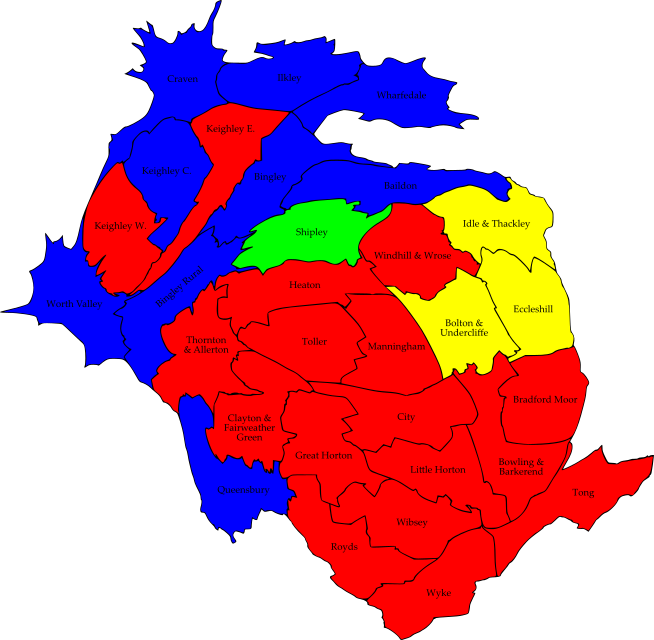 Craven
Ilkley
Wharfedale
Keighley E.
Keighley C.
Bingley
Baildon
Keighley W.
Shipley
Idle & Thackley
Windhill & Wrose
Bingley Rural
Heaton
Worth Valley
Eccleshill
Bolton &
Undercliffe
Thornton
& Allerton
Toller
Manningham
Bradford Moor
Clayton &
Fairweather
Green
City
Great Horton
Little Horton
Bowling &
Barkerend
Queensbury
Tong
Wibsey
Royds
Wyke